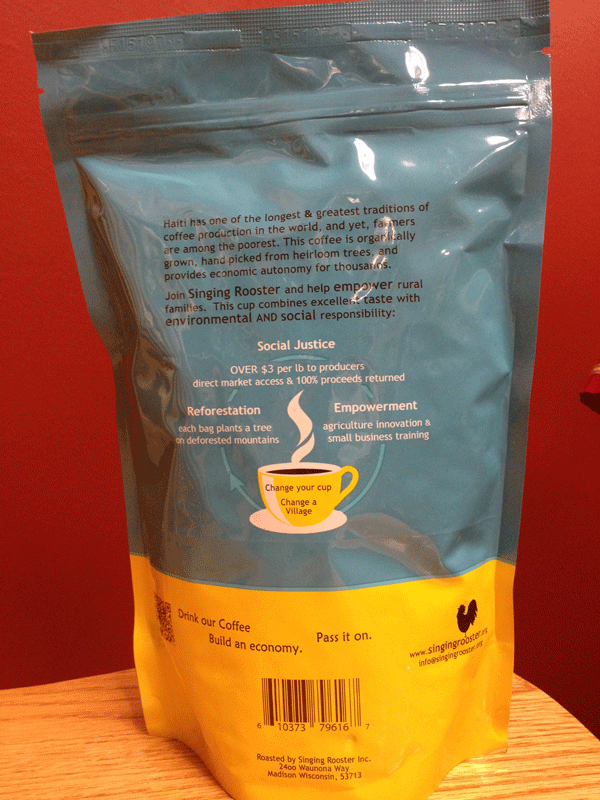 Haiti has one of the longest & greatest traditions of
coffee production in the world, and yet, farmers
are among the poorest. This coffee is organically
grown, hand picked from heirloom trees, and
provides economic autonomy for thousands.
Join Singing Rooster and help empower rural
families. This cup combines excellent taste with
environmental AND social responsibility:
Social Justice
OVER $3 per lb to producers
direct market access & 100% proceeds returned
Reforestation
each bag plants a tree
on deforested mountains
Empowerment
agriculture innovation &
small business training
Change your cup
Change a
Village
Drink our Coffee
Build an economy.
Pass it on.
www.singingrooster.org
info@singingrooster.org
6 10373 79616 7
Roasted by Singing Rooster Inc.
2400 Waunona Way
Madison Wisconsin, 53713